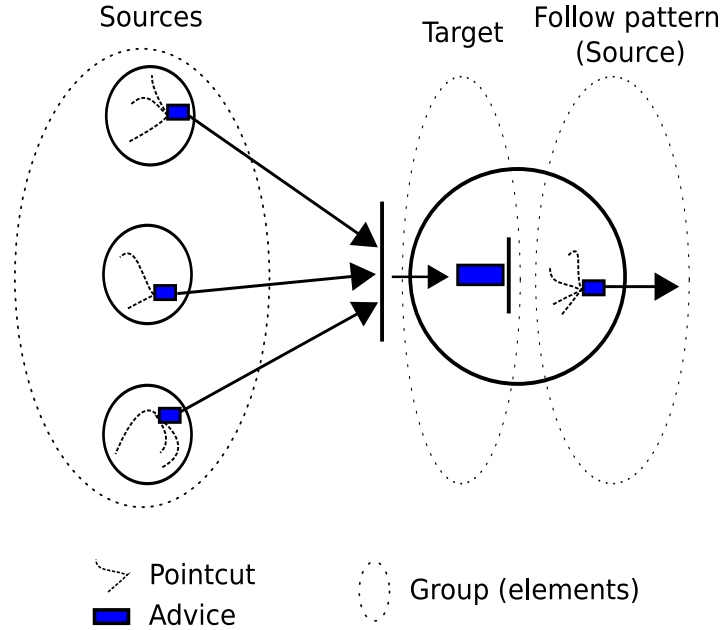 Sources
Target
Follow pattern
(Source)
Pointcut
Advice
Group (elements)